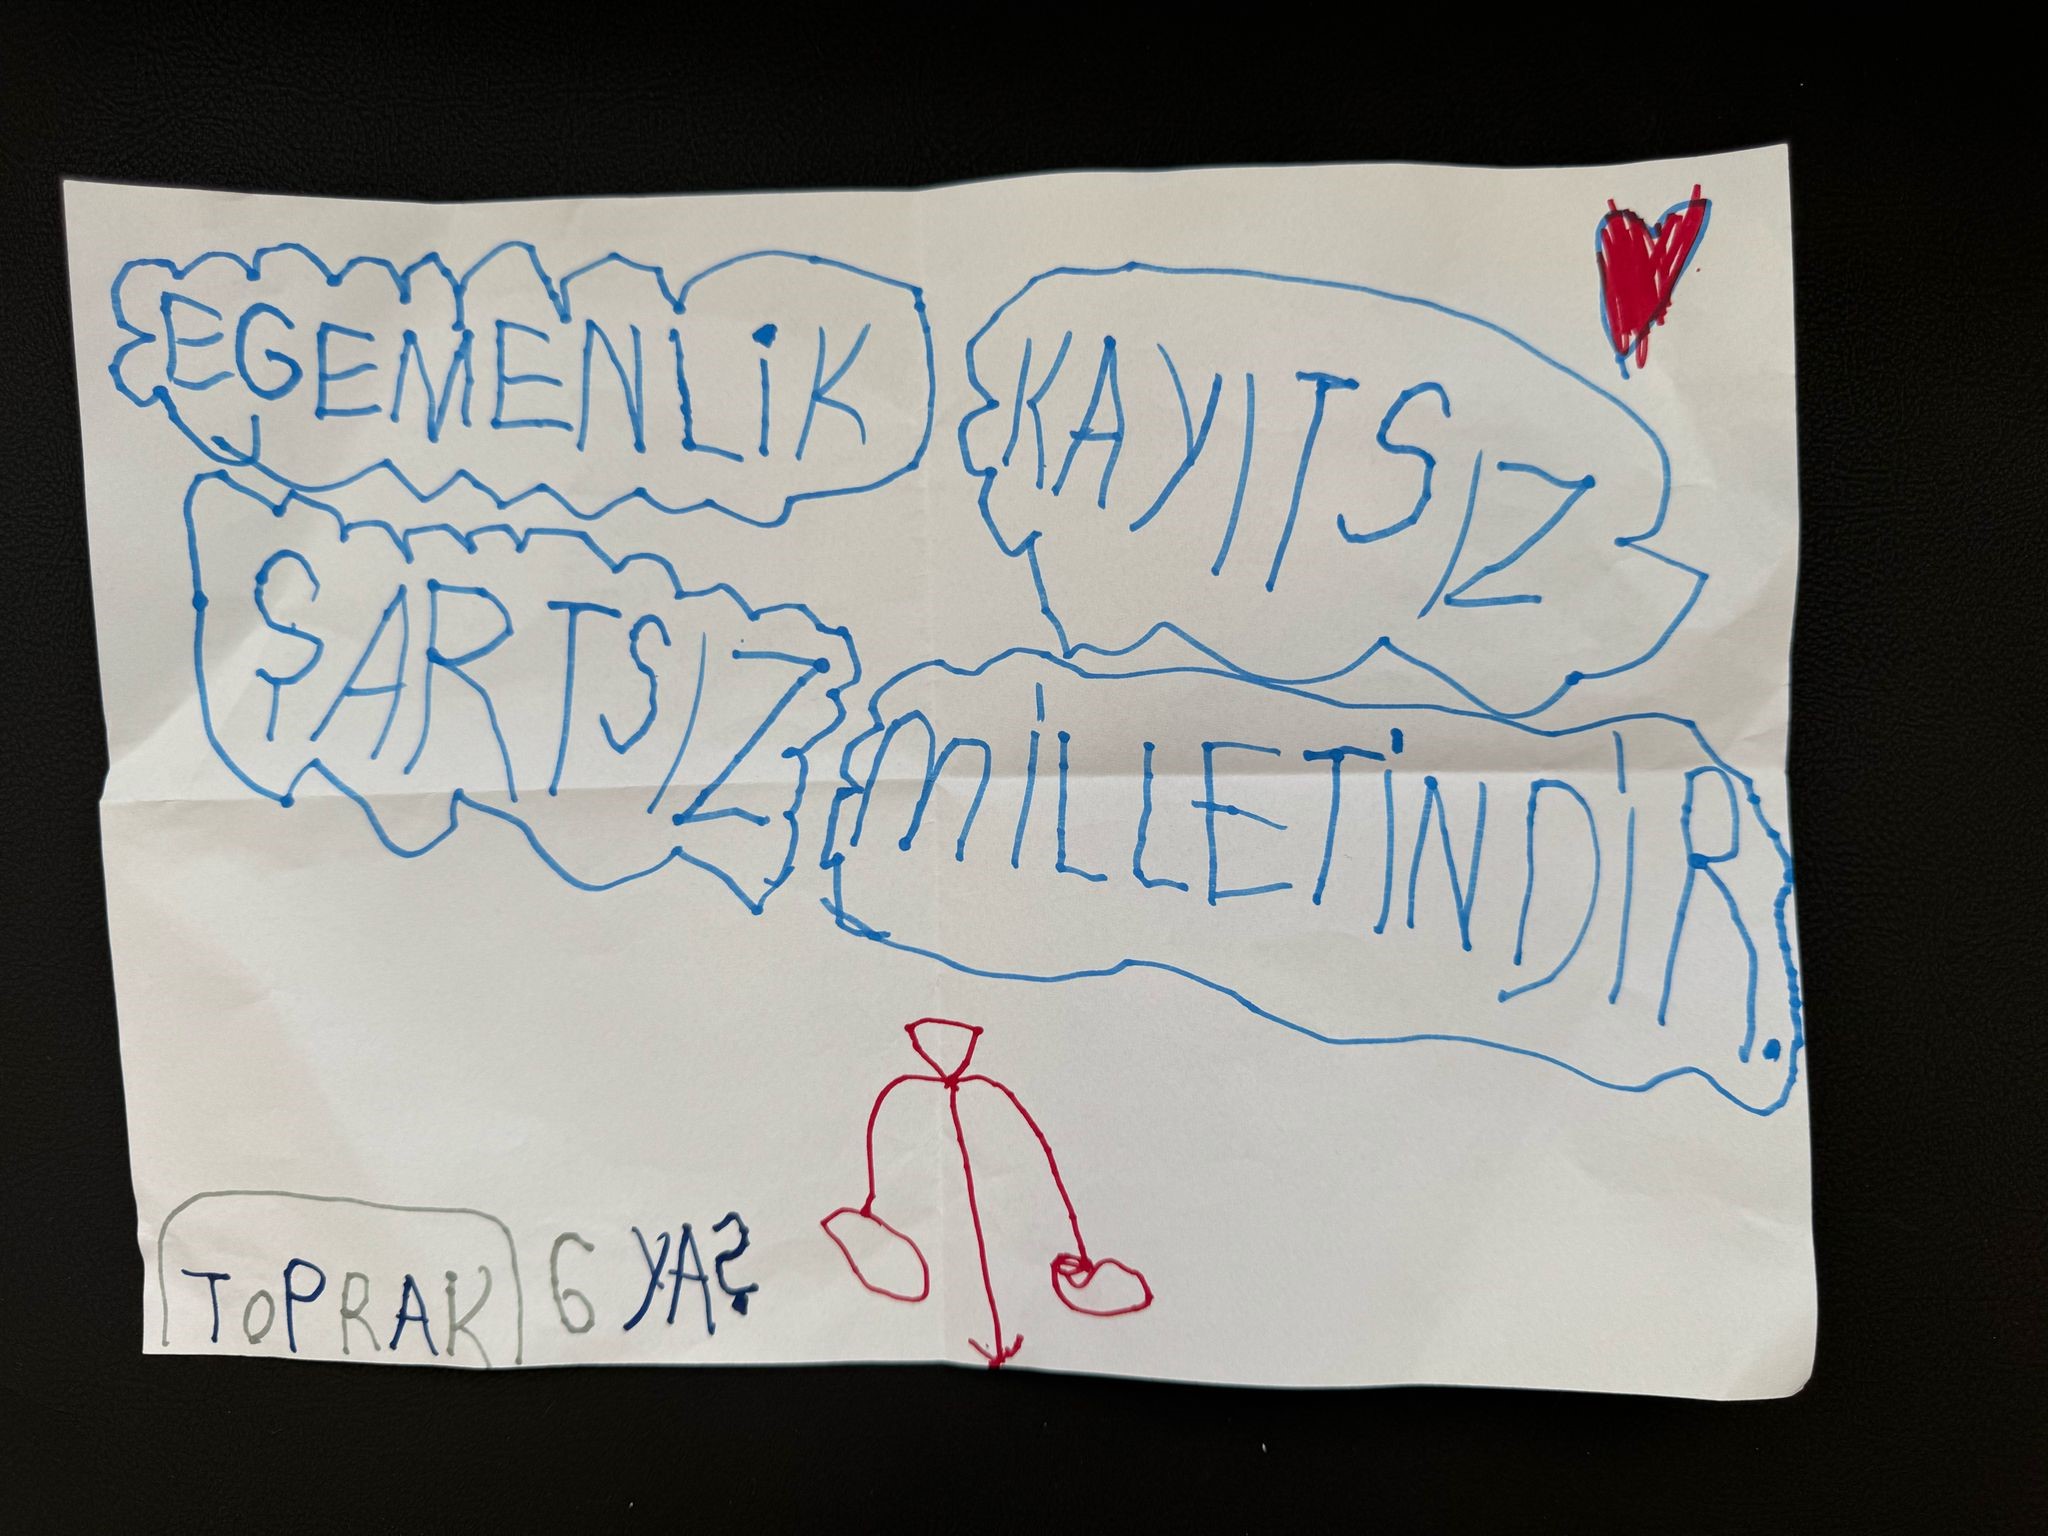 EGEMENLİK KAYITSIZ
ŞARTSIZ MİLLETİNDİR.
TOPRAK 6 YAŞ